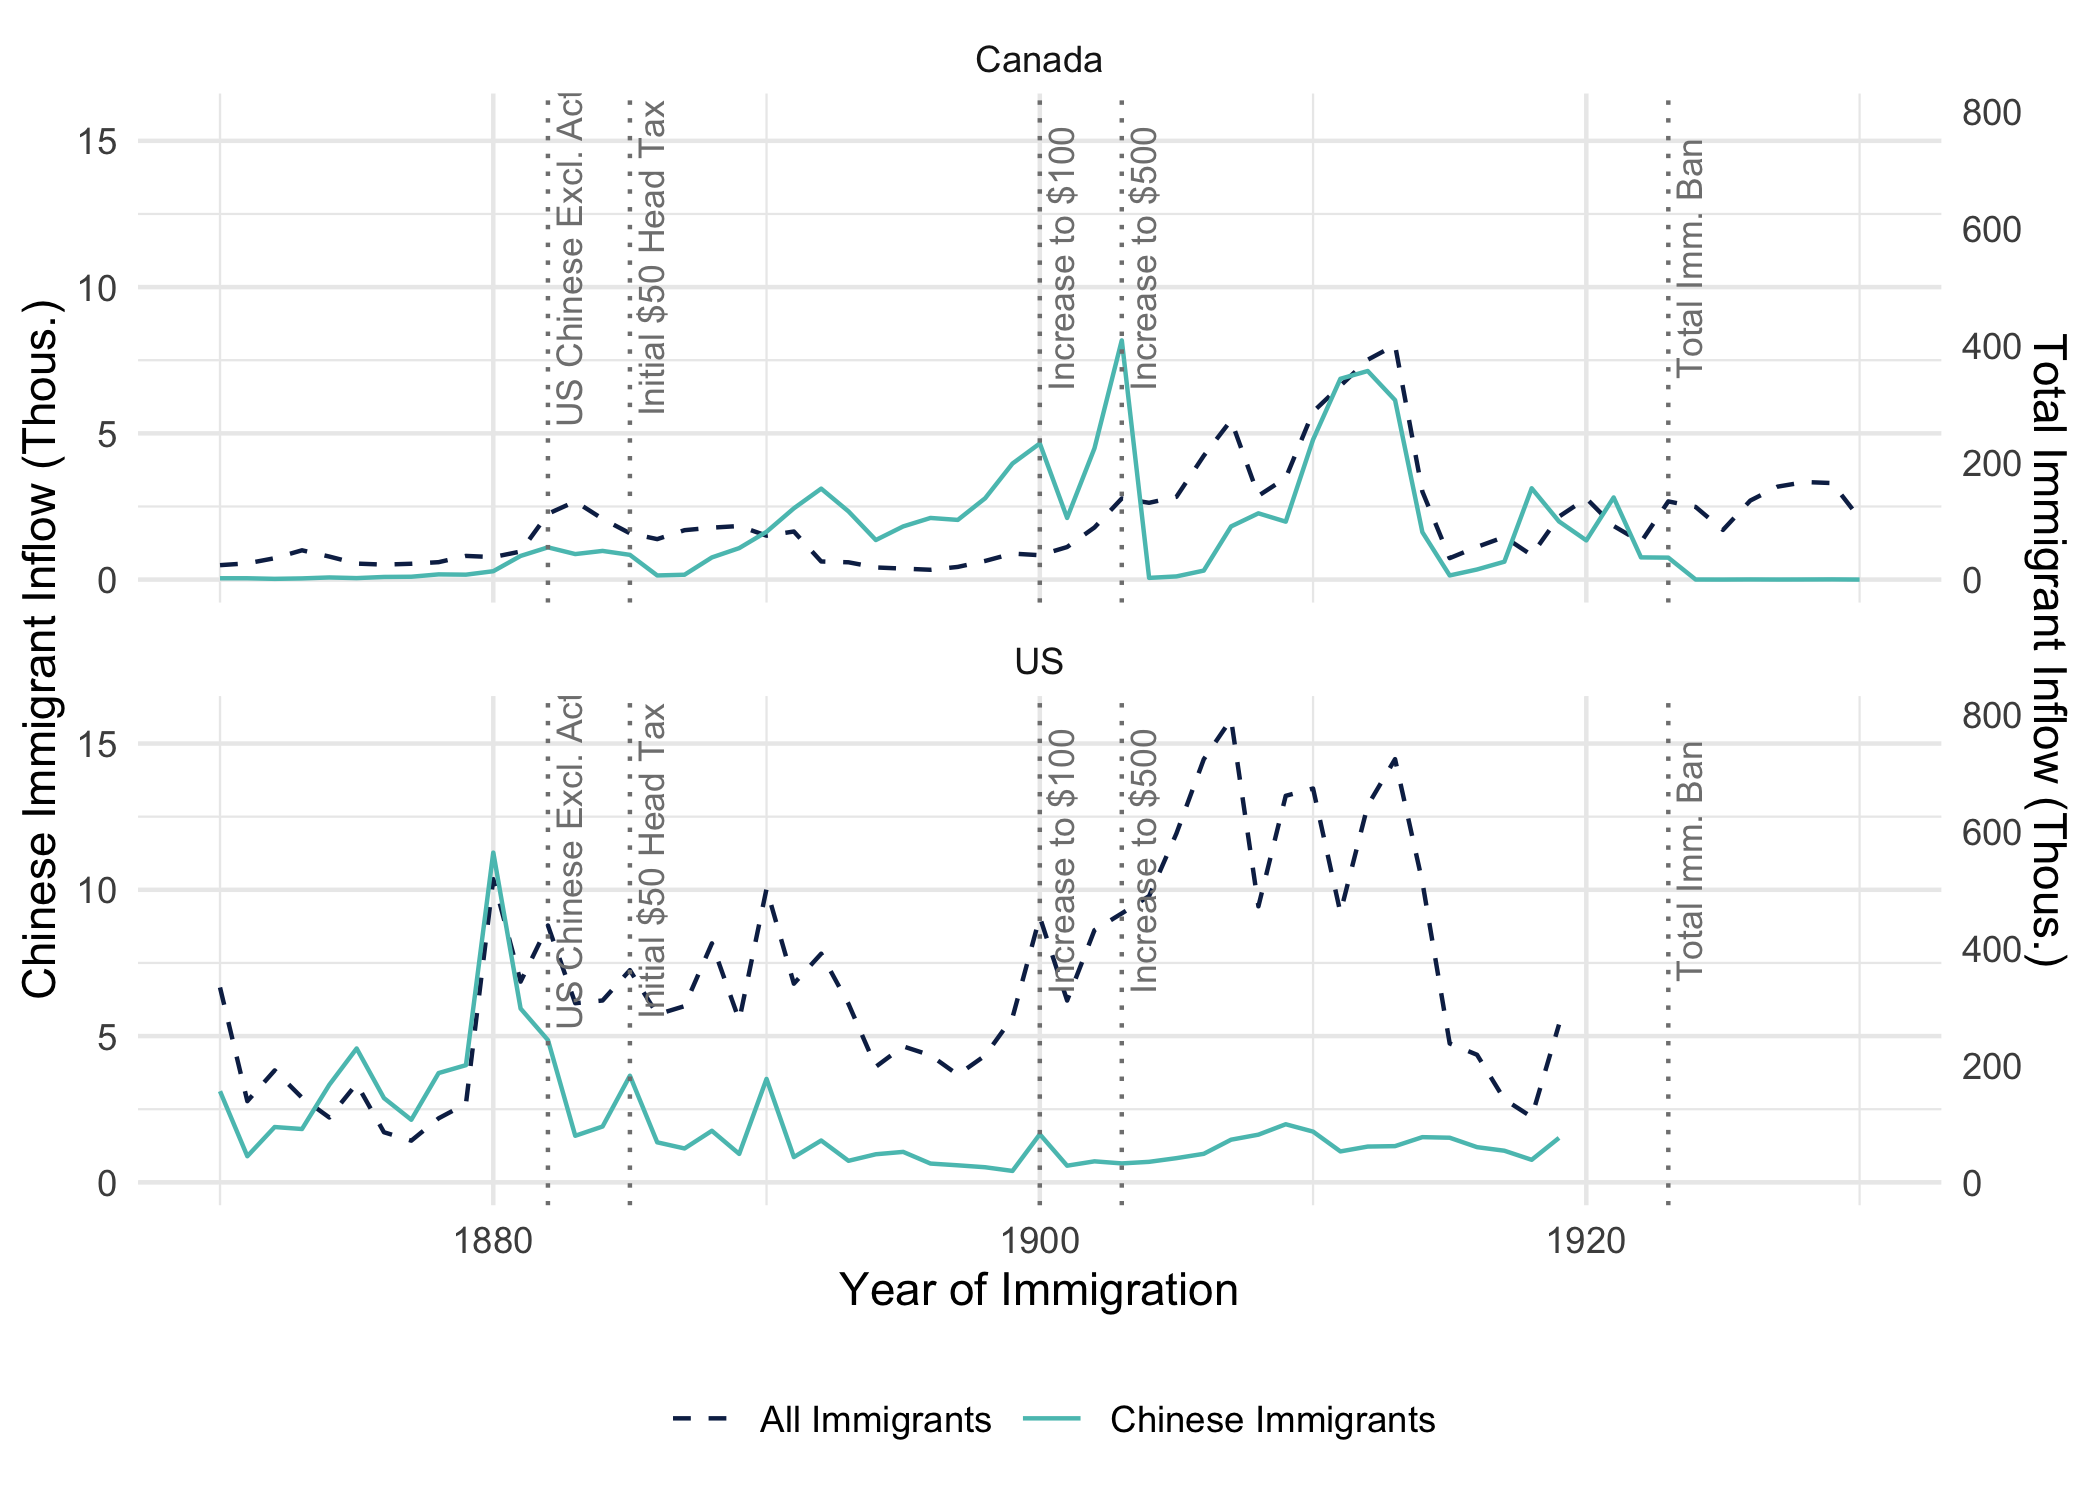 Canada
15
10
5
0
800
600
400
200
0
US Chinese Excl. Act
Initial $50 Head Tax
Increase to $100
Increase to $500
Total Imm. Ban
Chinese Immigrant Inflow (Thous.)
Total Immigrant Inflow (Thous.)
US
15
10
5
0
800
600
400
200
0
US Chinese Excl. Act
Initial $50 Head Tax
Increase to $100
Increase to $500
Total Imm. Ban
1880 1900 1920
Year of Immigration
All Immigrants Chinese Immigrants